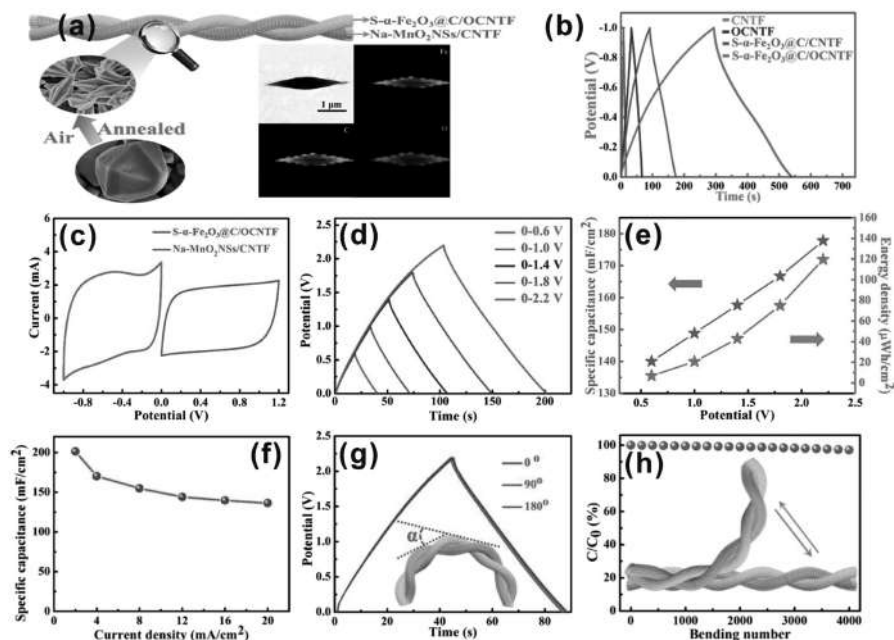 (a)
S-α-Fe₂O₃@C/OCNTF
Na-MnO₂NSs/CNTF
Air
Annealed
1 μm
Fe
C
O
(b)
CNTF
OCNTF
S-α-Fe₂O₃@C/CNTF
S-α-Fe₂O₃@C/OCNTF
Potential (V)
-1.0
-0.8
-0.6
-0.4
-0.2
-0.0
0 100 200 300 400 500 600 700
Time (s)
(c)
S-α-Fe₂O₃@C/OCNTF
Na-MnO₂NSs/CNTF
Current (mA)
6
4
2
0
-2
-4
-0.8 -0.4 0.0 0.4 0.8 1.2
Potential (V)
(d)
0-0.6 V
0-1.0 V
0-1.4 V
0-1.8 V
0-2.2 V
Potential (V)
2.5
2.0
1.5
1.0
0.5
0.0
0 50 100 150 200
Time (s)
(e)
Specific capacitance (mF/cm²)
180
170
160
150
140
130
Energy density (μWh/cm²)
160
140
120
100
80
60
40
20
0
0.5 1.0 1.5 2.0 2.5
Potential (V)
(f)
Specific capacitance (mF/cm²)
200
150
100
50
0
4 8 12 16 20
Current density (mA/cm²)
(g)
0°
90°
180°
α
Potential (V)
2.5
2.0
1.5
1.0
0.5
0.0
0 20 40 60 80
Time (s)
(h)
C/C₀ (%)
100
80
60
40
20
0
0 1000 2000 3000 4000
Bending number